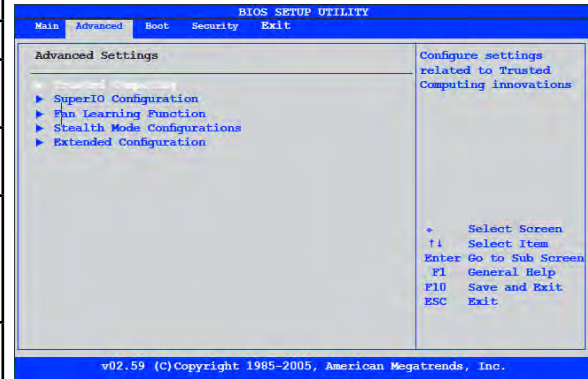 BIOS SETUP UTILITY
Main Advanced Boot Security Exit
Advanced Settings
▶ Trusted Computing
▶ SuperIO Configuration
▶ Fan Learning Function
▶ Stealth Mode Configurations
▶ Extended Configuration
Configure settings
related to Trusted
Computing innovations
Select Screen
↑↓ Select Item
Enter Go to Sub Screen
F1 General Help
F10 Save and Exit
ESC Exit
v02.59 (C)Copyright 1985-2005, American Megatrends, Inc.